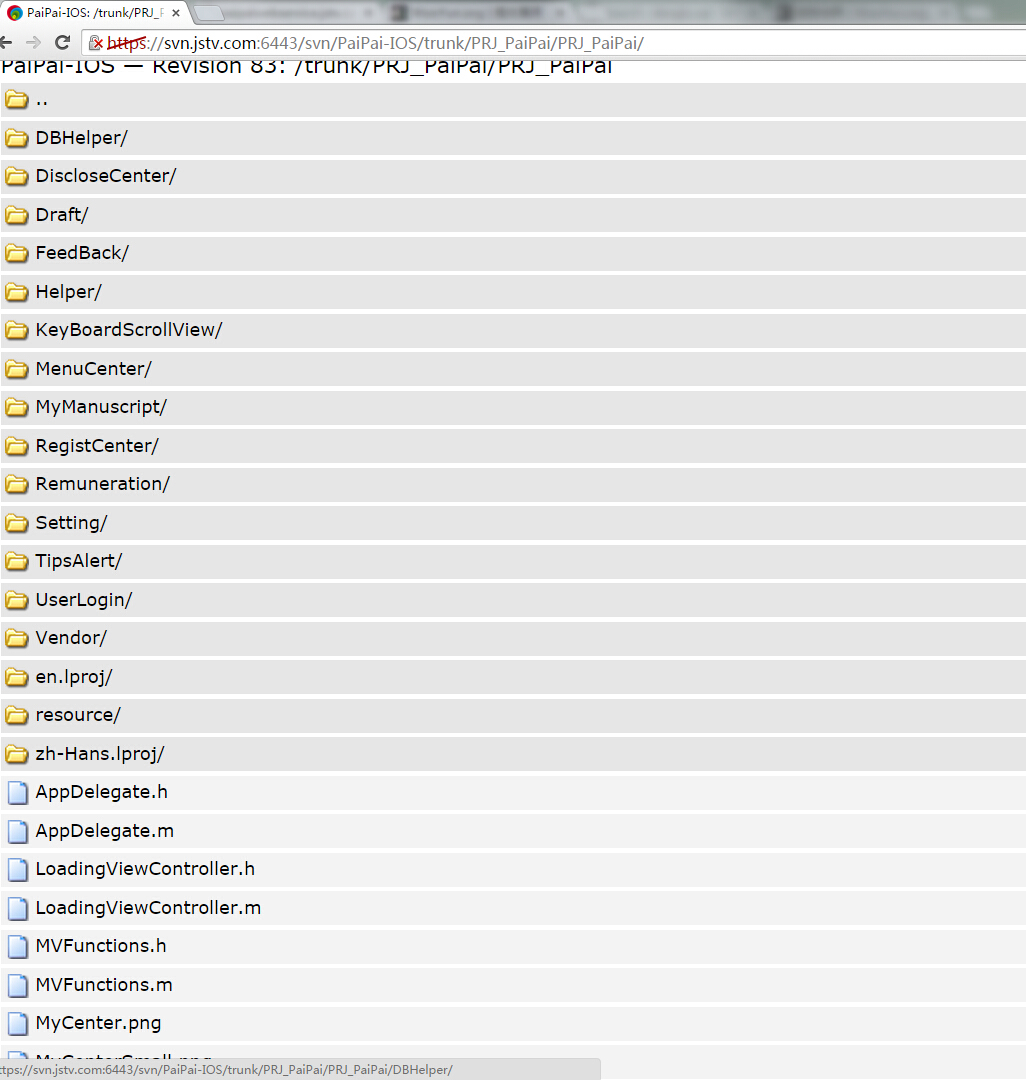 PaiPai-IOS: /trunk/PRJ_P
https://svn.jstv.com:6443/svn/PaiPai-IOS/trunk/PRJ_PaiPai/PRJ_PaiPai/
PaiPai-IOS — Revision 83: /trunk/PRJ_PaiPai/PRJ_PaiPai
..
DBHelper/
DiscloseCenter/
Draft/
FeedBack/
Helper/
KeyBoardScrollView/
MenuCenter/
MyManuscript/
RegistCenter/
Remuneration/
Setting/
TipsAlert/
UserLogin/
Vendor/
en.lproj/
resource/
zh-Hans.lproj/
AppDelegate.h
AppDelegate.m
LoadingViewController.h
LoadingViewController.m
MVFunctions.h
MVFunctions.m
MyCenter.png
MyCenterSmall.png
ttps://svn.jstv.com:6443/svn/PaiPai-IOS/trunk/PRJ_PaiPai/PRJ_PaiPai/DBHelper/